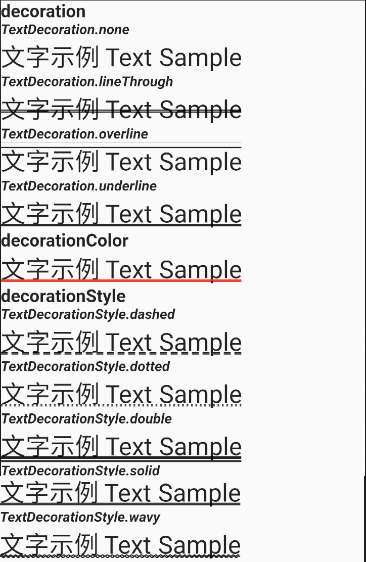 decoration
TextDecoration.none
文字示例 Text Sample
TextDecoration.lineThrough
文字示例 Text Sample
TextDecoration.overline
文字示例 Text Sample
TextDecoration.underline
文字示例 Text Sample
decorationColor
文字示例 Text Sample
decorationStyle
TextDecorationStyle.dashed
文字示例 Text Sample
TextDecorationStyle.dotted
文字示例 Text Sample
TextDecorationStyle.double
文字示例 Text Sample
TextDecorationStyle.solid
文字示例 Text Sample
TextDecorationStyle.wavy
文字示例 Text Sample